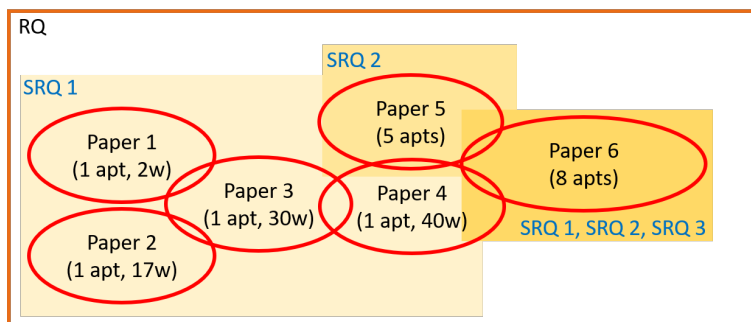 RQ
SRQ 1
SRQ 2
Paper 1
(1 apt, 2w)
Paper 2
(1 apt, 17w)
Paper 3
(1 apt, 30w)
Paper 4
(1 apt, 40w)
Paper 5
(5 apts)
Paper 6
(8 apts)
SRQ 1, SRQ 2, SRQ 3